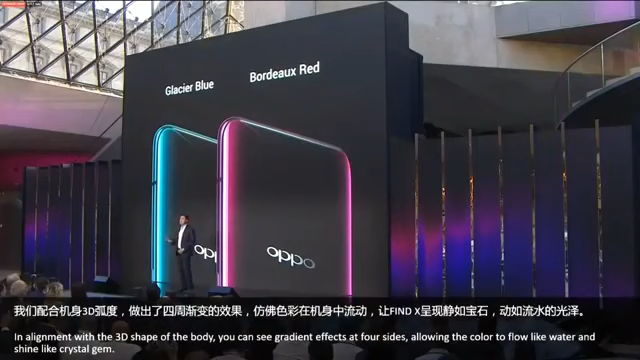 Glacier Blue
Bordeaux Red
oppo
oppo
我们配合机身3D弧度，做出了四周渐变的效果，仿佛色彩在机身中流动，让FIND X呈现静如宝石，动如流水的光泽。
In alignment with the 3D shape of the body, you can see gradient effects at four sides, allowing the color to flow like water and
shine like crystal gem.